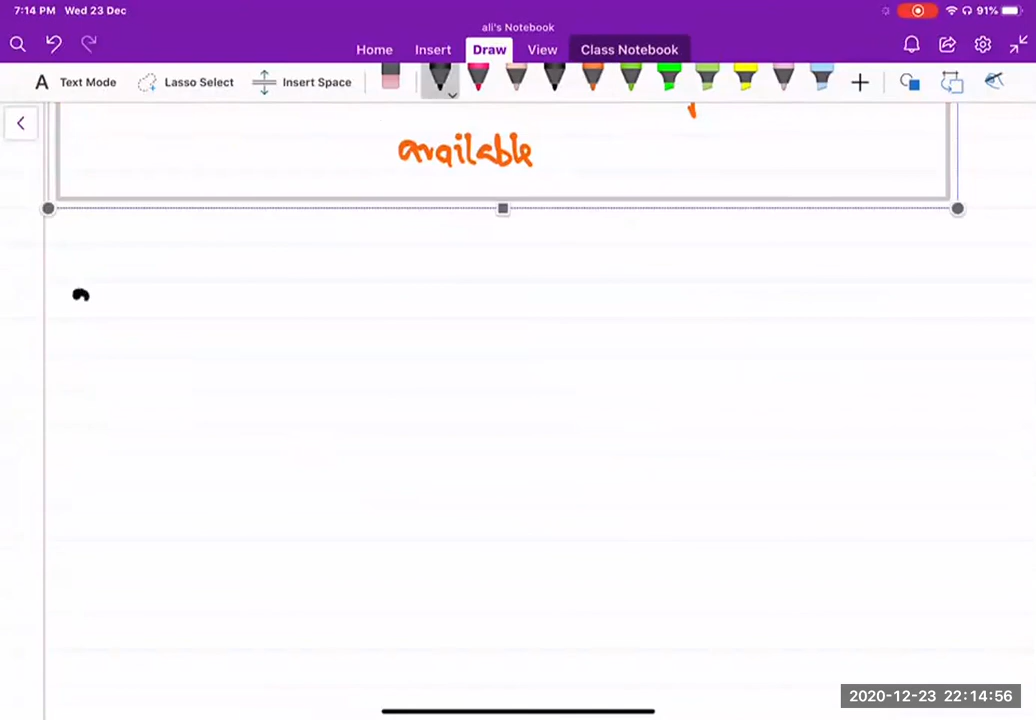 7:14 PM Wed 23 Dec
91%
ali's Notebook
Home Insert Draw View Class Notebook
A Text Mode Lasso Select Insert Space
available
2020-12-23 22:14:56